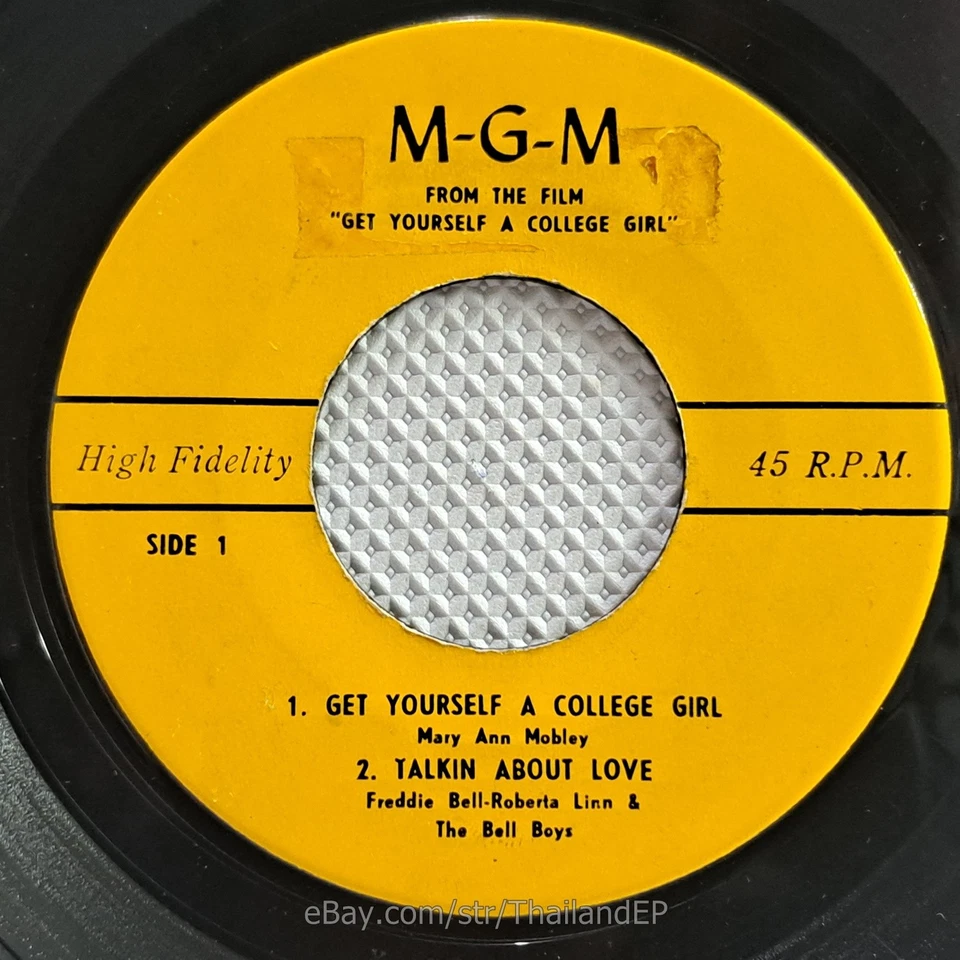 M-G-M
FROM THE FILM
"GET YOURSELF A COLLEGE GIRL"
High Fidelity
45 R.P.M.
SIDE 1
1. GET YOURSELF A COLLEGE GIRL
Mary Ann Mobley
2. TALKIN ABOUT LOVE
Freddie Bell-Roberta Linn &
The Bell Boys
eBay.com/str/ThailandEP